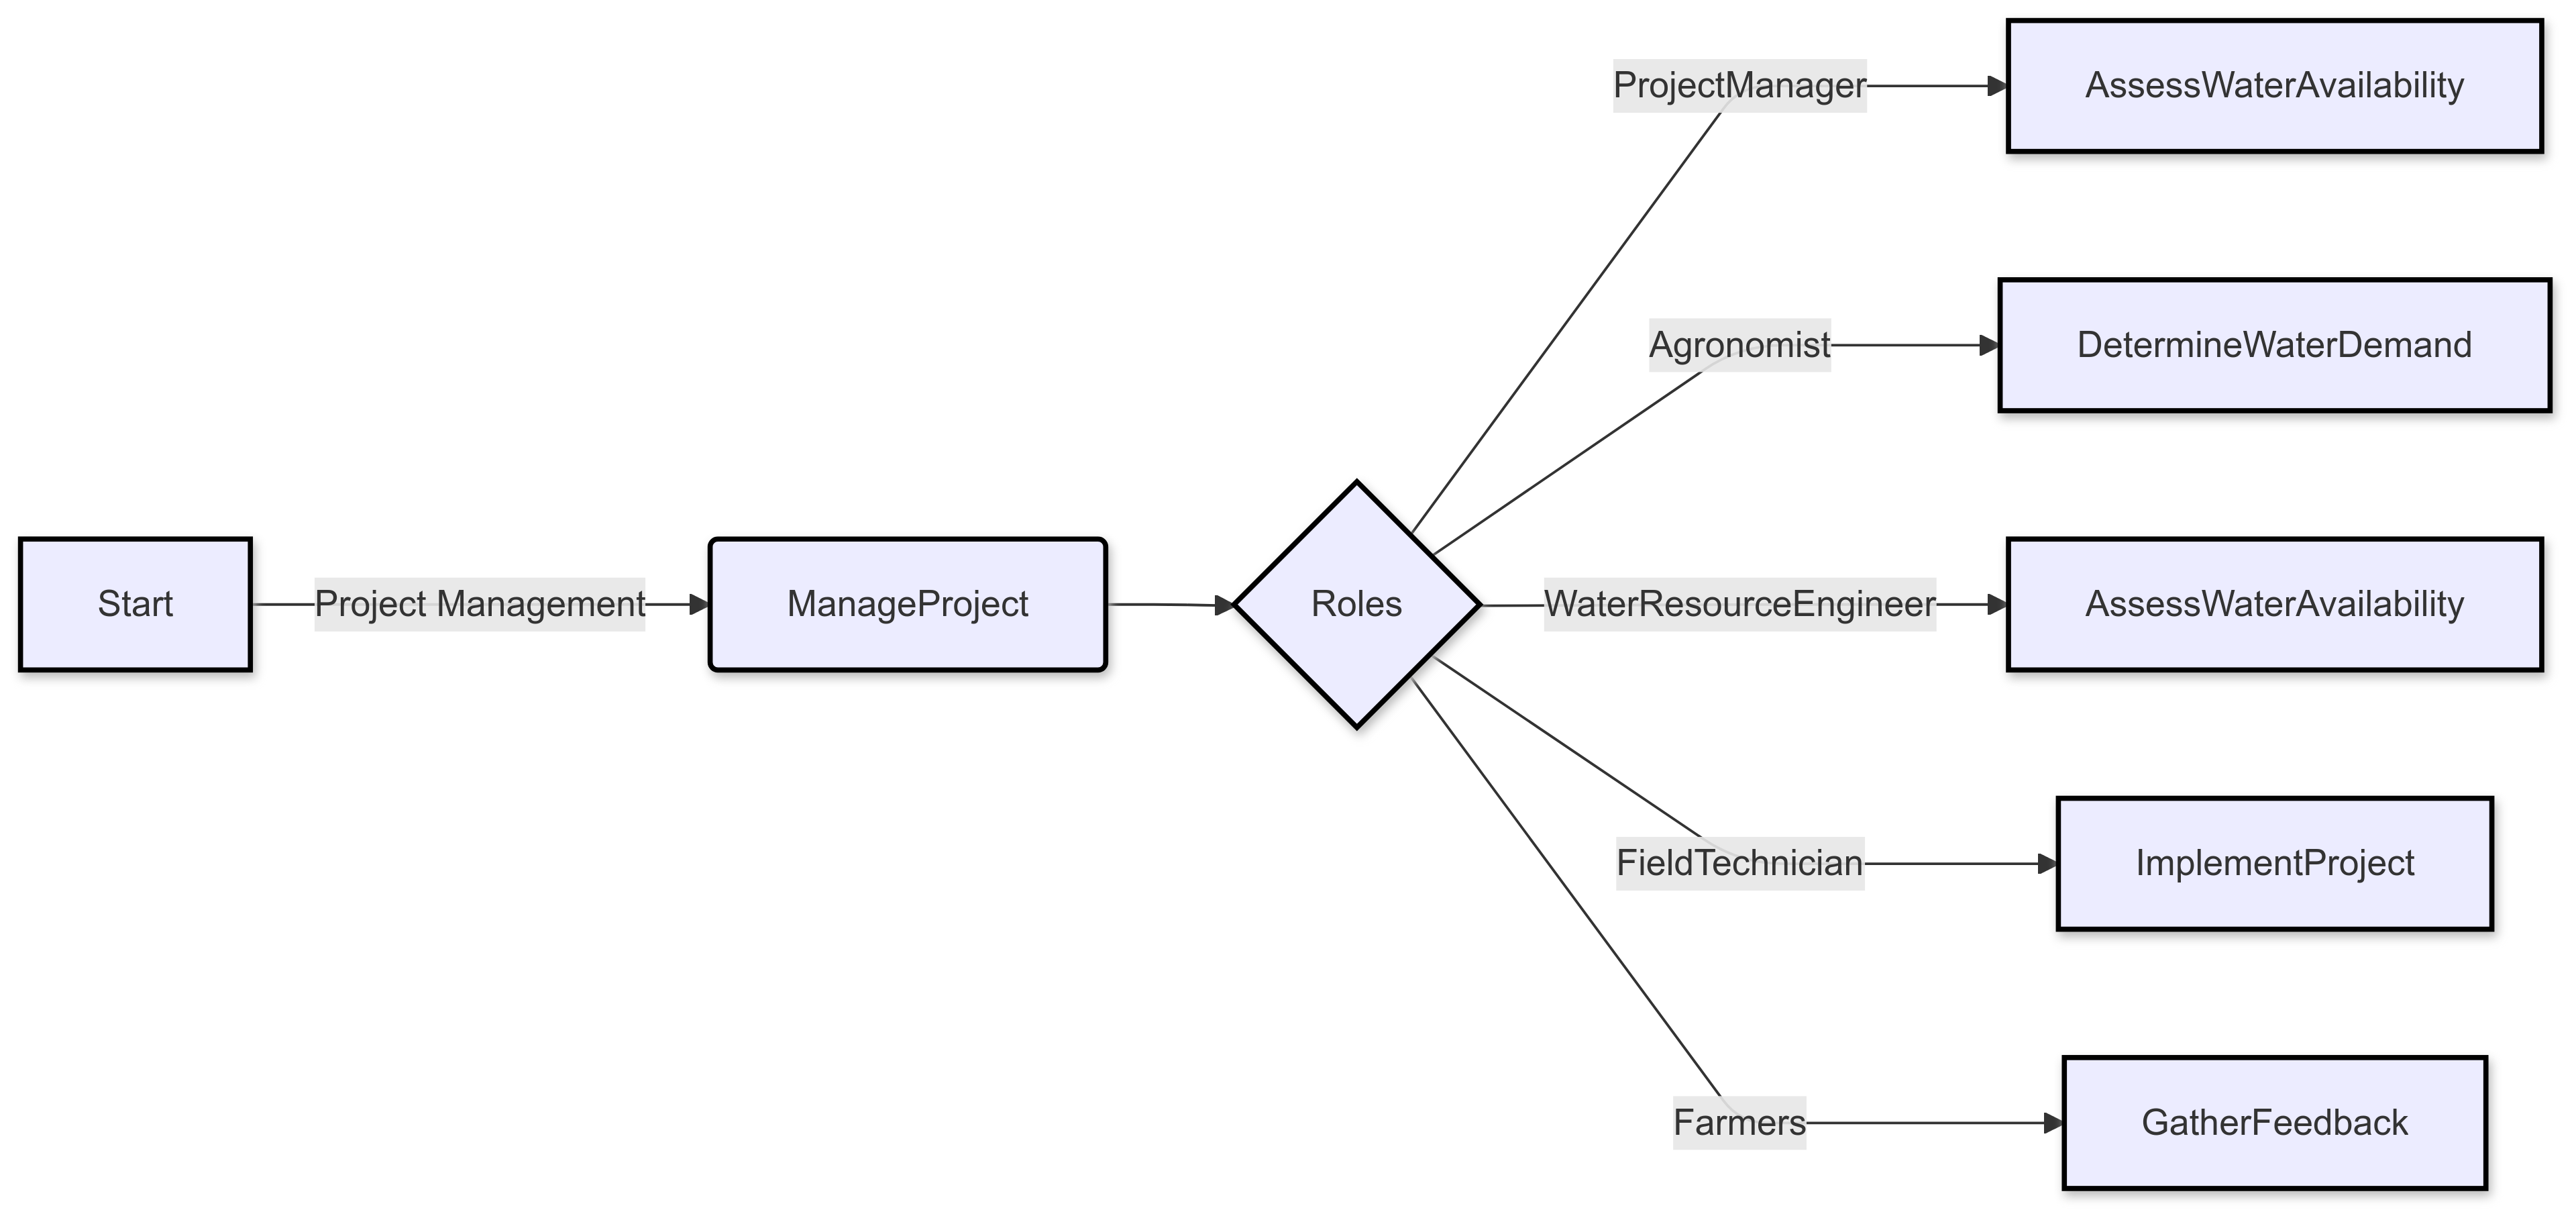 Start
Project Management
ManageProject
Roles
ProjectManager
AssessWaterAvailability
Agronomist
DetermineWaterDemand
WaterResourceEngineer
AssessWaterAvailability
FieldTechnician
ImplementProject
Farmers
GatherFeedback